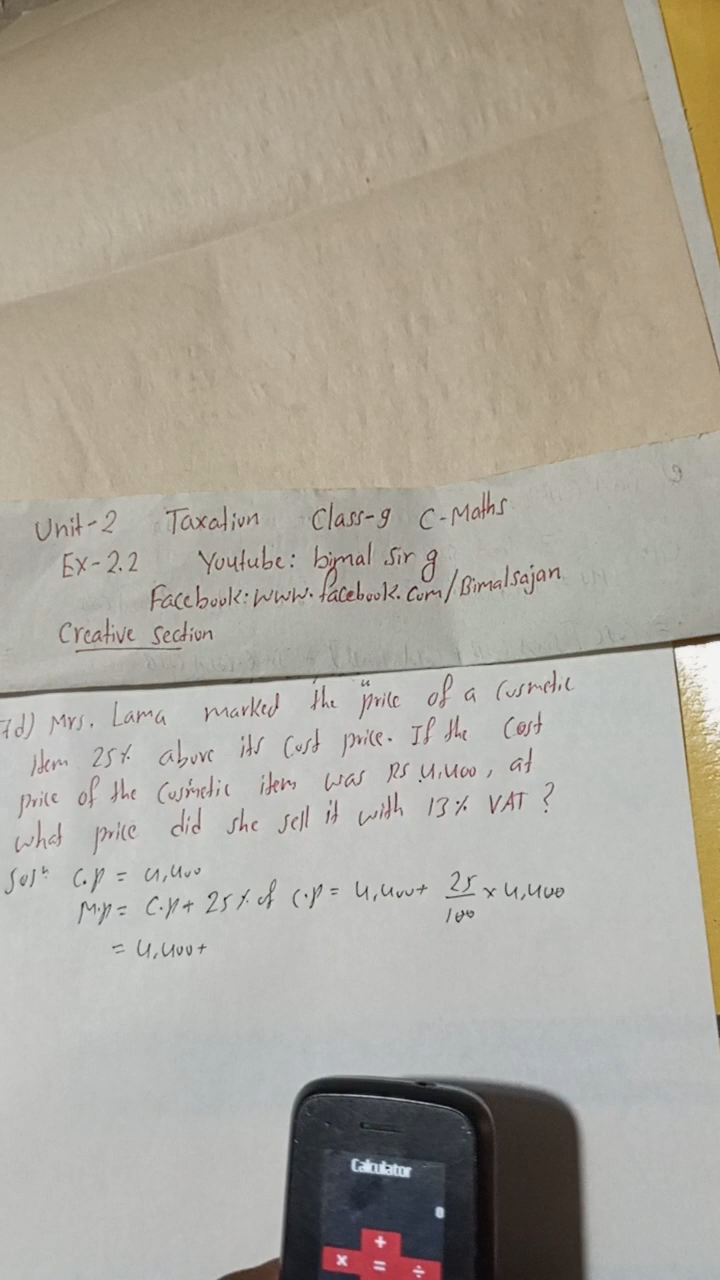 Unit-2 Taxation Class-9 C-Maths
Ex-2.2 Youtube: bimal sir g
Facebook: www.facebook.com/Bimalsajan
Creative section
7d) Mrs. Lama marked the price of a cosmetic
item 25% above its cost price. If the cost
price of the cosmetic item was RS 4,400, at
what price did she sell it with 13% VAT ?
Solⁿ C.P = 4,400
M.P = C.P + 25% of C.P = 4,400 + 25/100 × 4,400
= 4,400 +
Calculator
0
+
× = ÷